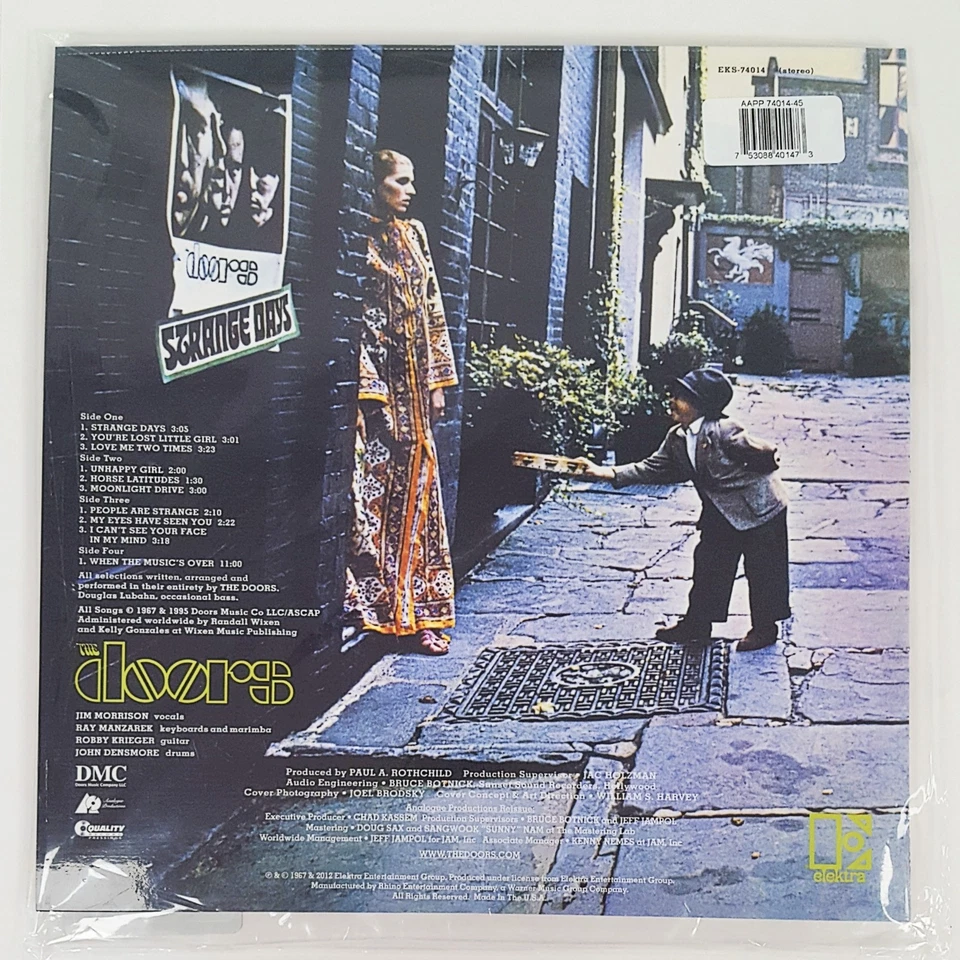 EKS-74014 (stereo)
AAPP 74014-45
7 53088 40147 3
doors
STRANGE DAYS
Side One
1. STRANGE DAYS 3:05
2. YOU'RE LOST LITTLE GIRL 3:01
3. LOVE ME TWO TIMES 3:23
Side Two
1. UNHAPPY GIRL 2:00
2. HORSE LATITUDES 1:30
3. MOONLIGHT DRIVE 3:00
Side Three
1. PEOPLE ARE STRANGE 2:10
2. MY EYES HAVE SEEN YOU 2:22
3. I CAN'T SEE YOUR FACE
IN MY MIND 3:18
Side Four
1. WHEN THE MUSIC'S OVER 11:00
All selections written, arranged and
performed in their entirety by THE DOORS.
Douglas Lubahn, occasional bass.
All Songs © 1967 & 1995 Doors Music Co LLC/ASCAP
Administered worldwide by Randall Wixen
and Kelly Gonzales at Wixen Music Publishing
THE
doors
JIM MORRISON vocals
RAY MANZAREK keyboards and marimba
ROBBY KRIEGER guitar
JOHN DENSMORE drums
DMC
Doors Music Company LLC
Analogue
Productions
QUALITY
RECORD
PRESSINGS
Produced by PAUL A. ROTHCHILD Production Supervisor • JAC HOLZMAN
Audio Engineering • BRUCE BOTNICK, Sunset Sound Recorders, Hollywood
Cover Photography • JOEL BRODSKY Cover Concept & Art Direction • WILLIAM S. HARVEY
Analogue Productions Reissue:
Executive Producer • CHAD KASSEM Production Supervisors • BRUCE BOTNICK and JEFF JAMPOL
Mastering • DOUG SAX and SANGWOOK "SUNNY" NAM at The Mastering Lab
Worldwide Management • JEFF JAMPOL for JAM, Inc Associate Manager • KENNY NEMES at JAM, Inc
WWW.THEDOORS.COM
℗ & © 1967 & 2012 Elektra Entertainment Group, Produced under license from Elektra Entertainment Group.
Manufactured by Rhino Entertainment Company, a Warner Music Group Company.
All Rights Reserved. Made in The U.S.A.
elektra